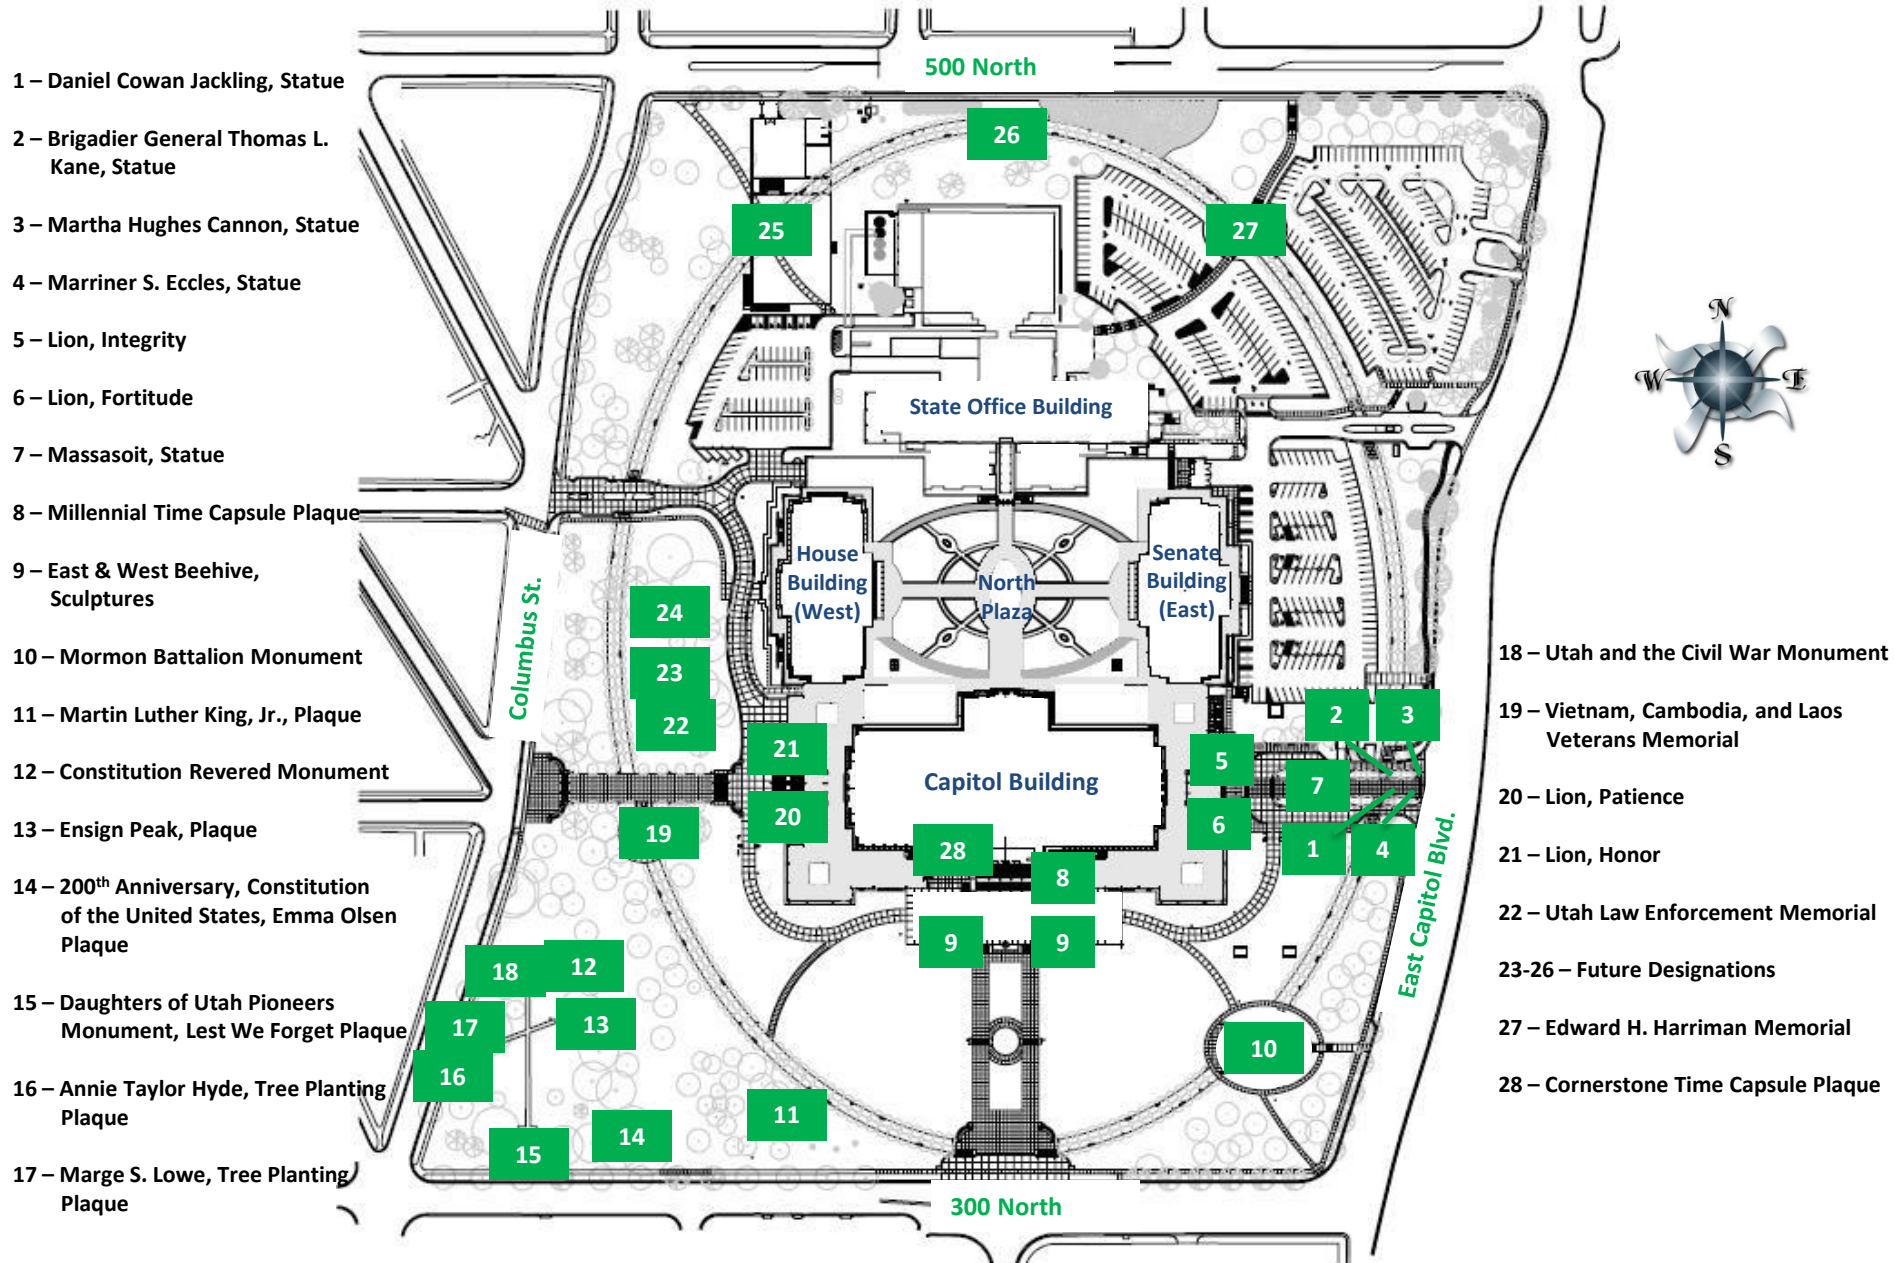 1 – Daniel Cowan Jackling, Statue
2 – Brigadier General Thomas L.
Kane, Statue
3 – Martha Hughes Cannon, Statue
4 – Marriner S. Eccles, Statue
5 – Lion, Integrity
6 – Lion, Fortitude
7 – Massasoit, Statue
8 – Millennial Time Capsule Plaque
9 – East & West Beehive,
Sculptures
10 – Mormon Battalion Monument
11 – Martin Luther King, Jr., Plaque
12 – Constitution Revered Monument
13 – Ensign Peak, Plaque
14 – 200th Anniversary, Constitution
of the United States, Emma Olsen
Plaque
15 – Daughters of Utah Pioneers
Monument, Lest We Forget Plaque
16 – Annie Taylor Hyde, Tree Planting
Plaque
17 – Marge S. Lowe, Tree Planting
Plaque
500 North
26
25
27
State Office Building
House
Building
(West)
North
Plaza
Senate
Building
(East)
Columbus St.
24
23
22
21
20
19
Capitol Building
28
8
9
9
5
6
7
2
3
1
4
East Capitol Blvd.
18
12
17
13
16
15
14
11
10
300 North
N
W
E
S
18 – Utah and the Civil War Monument
19 – Vietnam, Cambodia, and Laos
Veterans Memorial
20 – Lion, Patience
21 – Lion, Honor
22 – Utah Law Enforcement Memorial
23-26 – Future Designations
27 – Edward H. Harriman Memorial
28 – Cornerstone Time Capsule Plaque